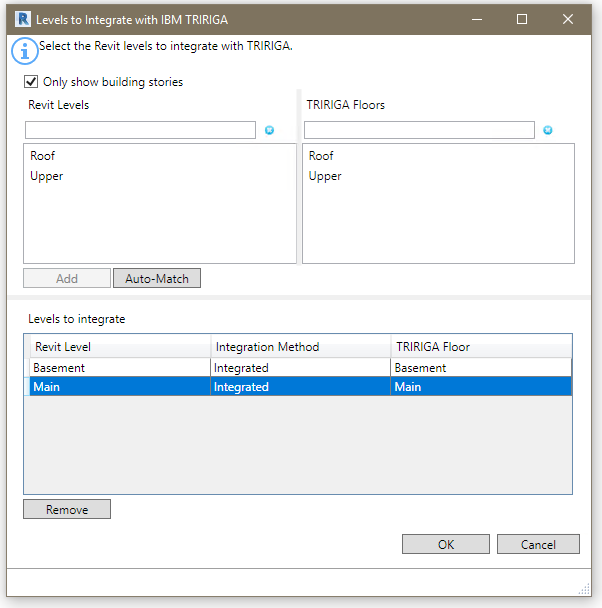 R Levels to Integrate with IBM TRIRIGA
Select the Revit levels to integrate with TRIRIGA.
Only show building stories
Revit Levels TRIRIGA Floors
Roof Roof
Upper Upper
Add Auto-Match
Levels to integrate
Revit Level Integration Method TRIRIGA Floor
Basement Integrated Basement
Main Integrated Main
Remove
OK Cancel